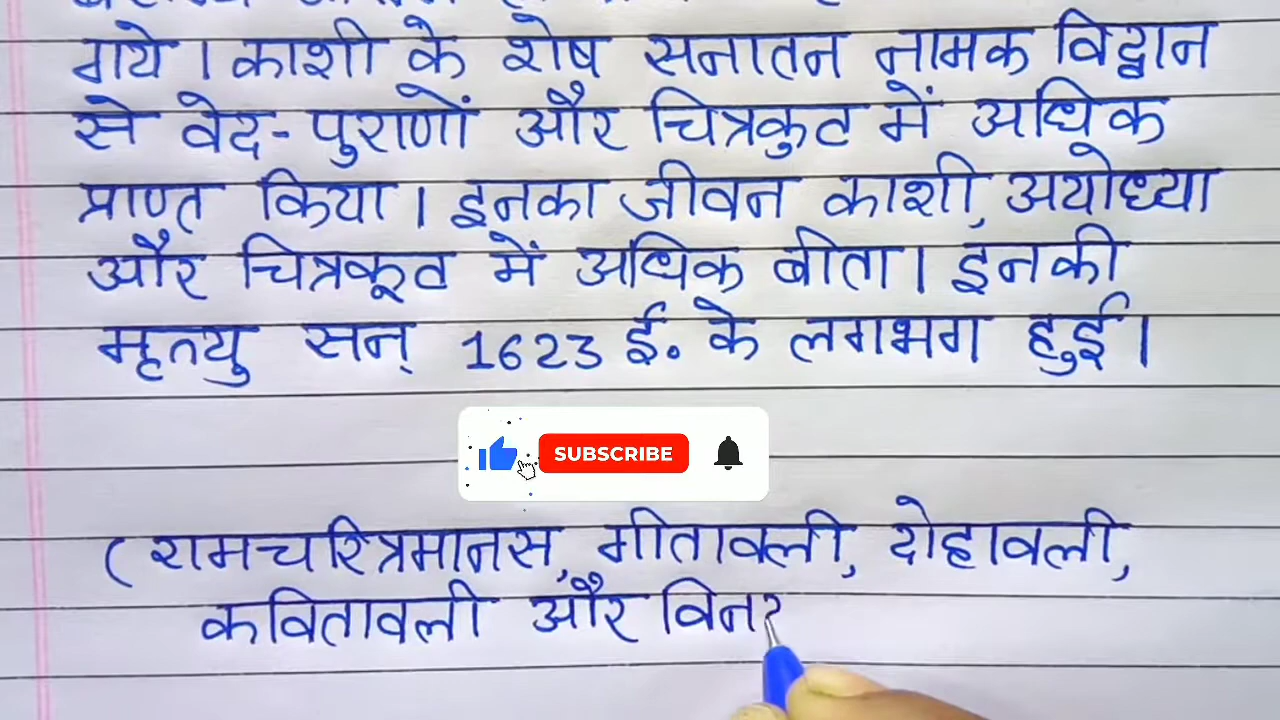 गये। काशी के शेष सनातन नामक विद्वान
से वेद-पुराणों और चित्रकुट में अधिक
प्राप्त किया। इनका जीवन काशी, अयोध्या
और चित्रकूट में अधिक बीता। इनकी
मृत्यु सन् 1623 ई. के लगभग हुई।
SUBSCRIBE
(रामचरित्रमानस, गीतावली, दोहावली,
कवितावली और